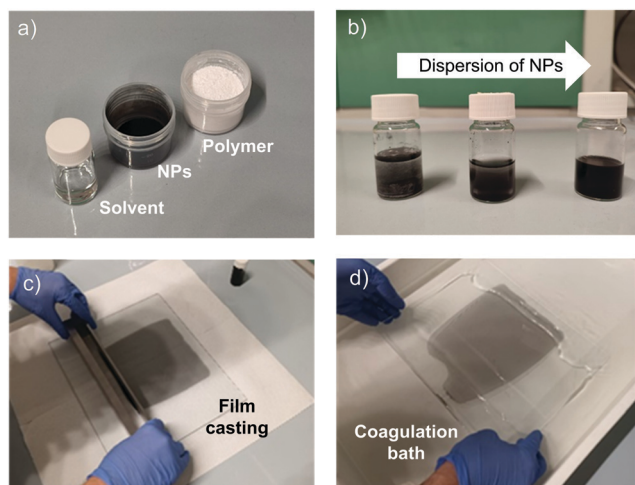 a)
Polymer
NPs
Solvent
b)
Dispersion of NPs
c)
Film
casting
d)
Coagulation
bath